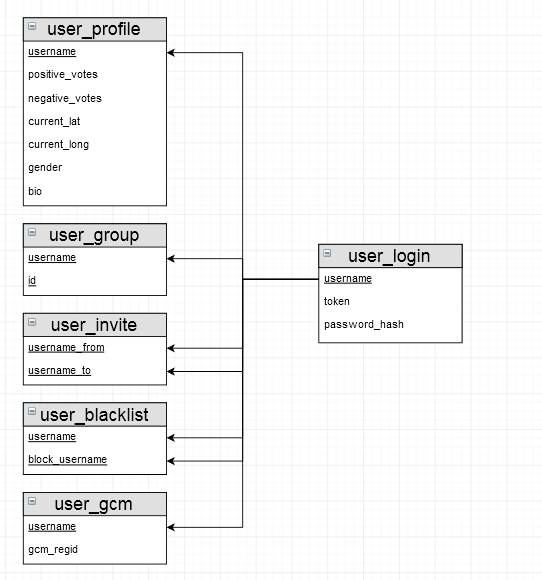 user_profile
username
positive_votes
negative_votes
current_lat
current_long
gender
bio
user_group
username
id
user_invite
username_from
username_to
user_blacklist
username
block_username
user_gcm
username
gcm_regid
user_login
username
token
password_hash